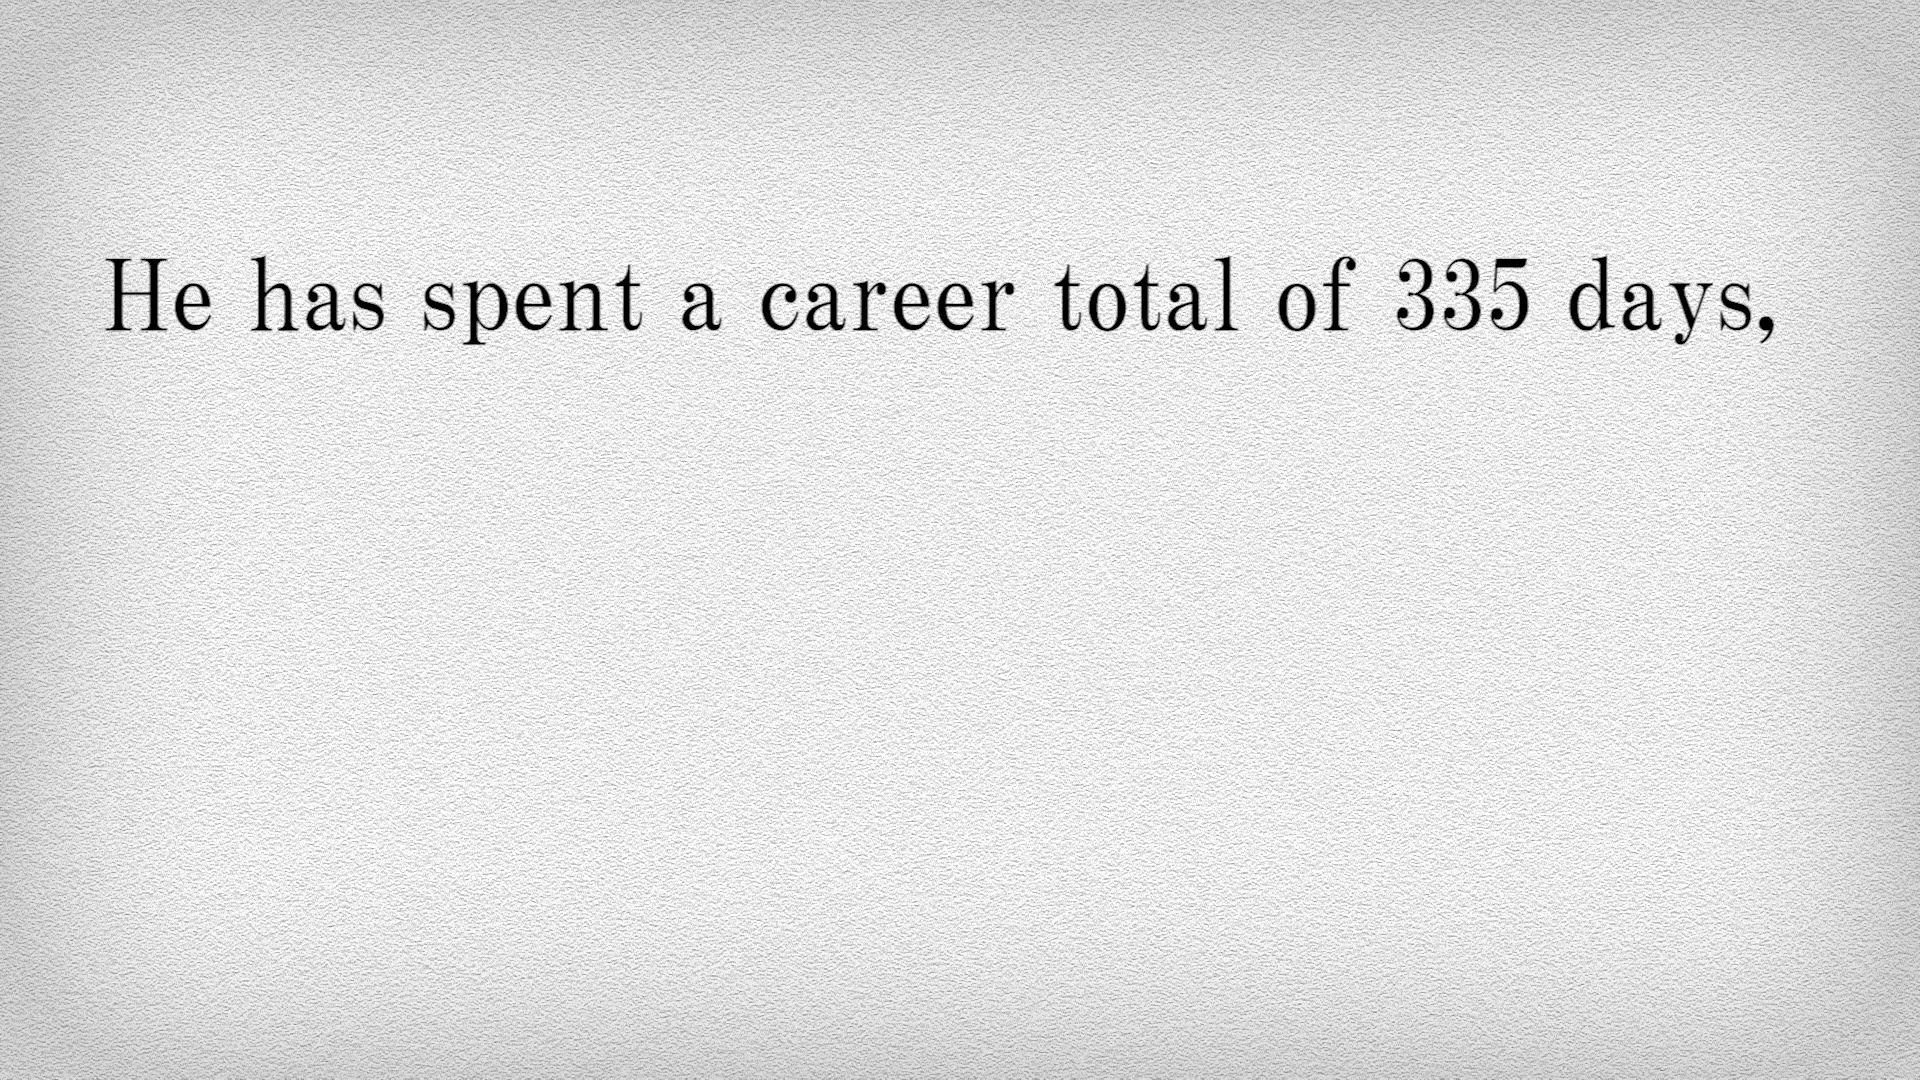 He has spent a career total of 335 days,